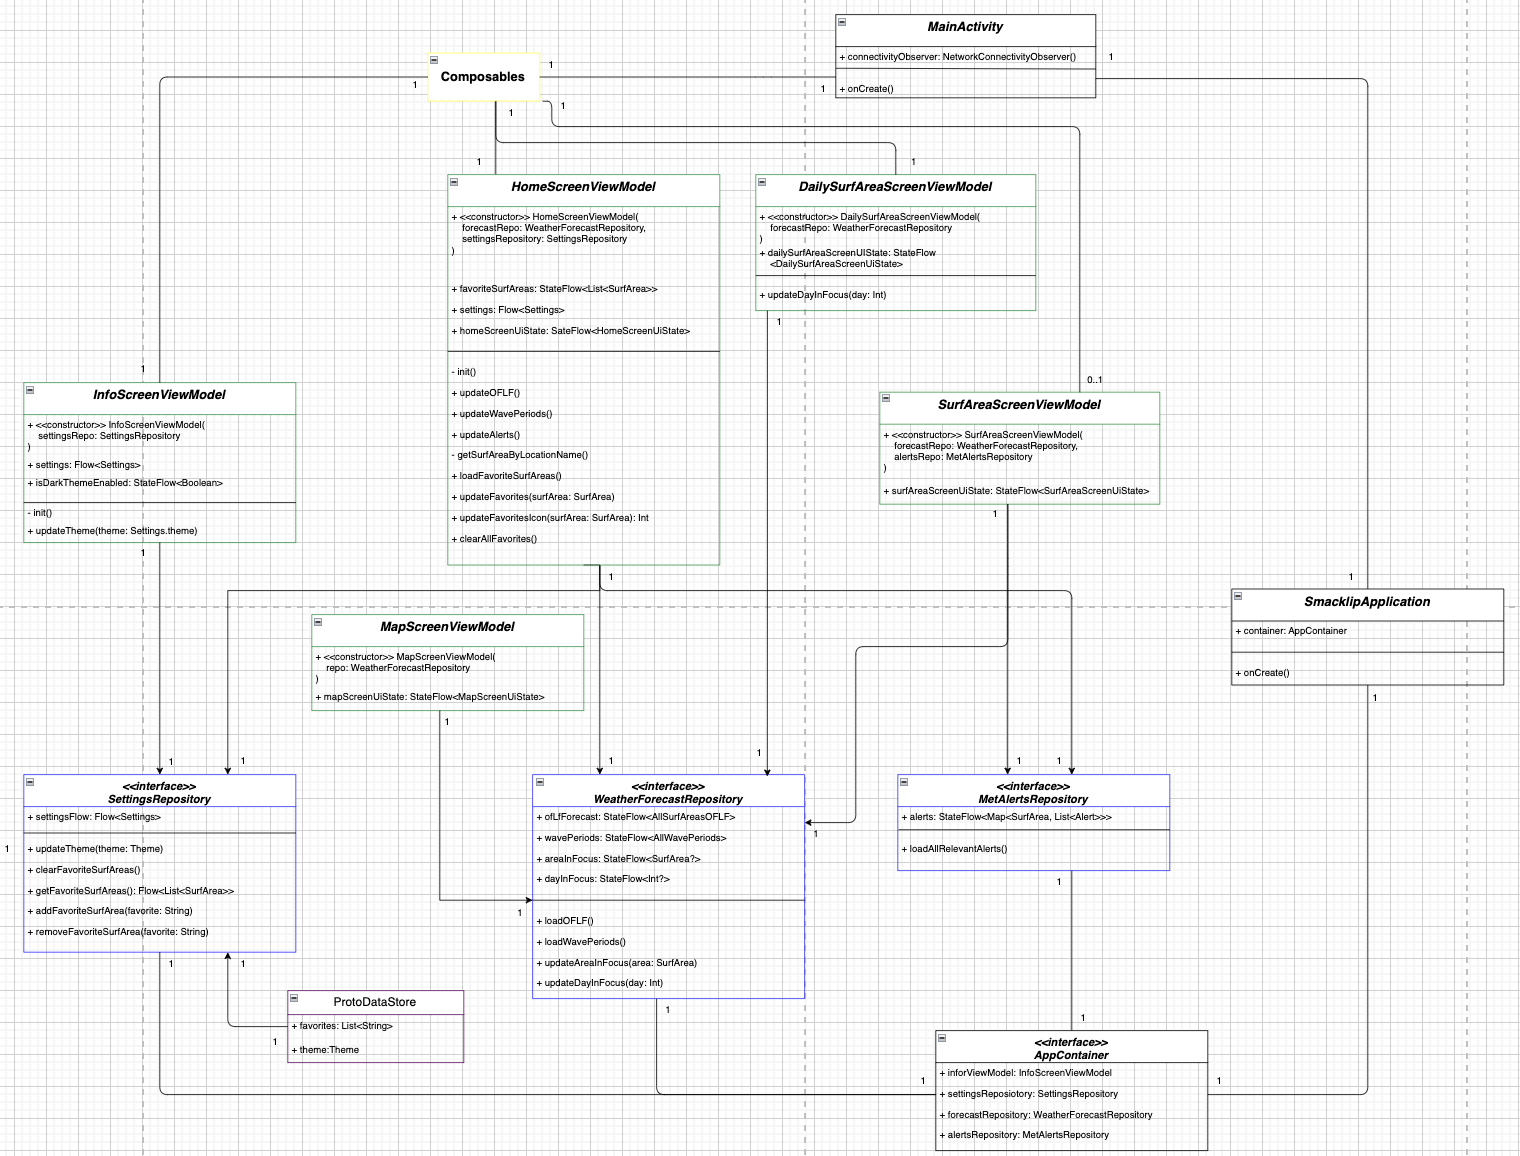 MainActivity
+ connectivityObserver: NetworkConnectivityObserver()
+ onCreate()
1
1
1
1
Composables
1
1
1
1
HomeScreenViewModel
+ <<constructor>> HomeScreenViewModel(
forecastRepo: WeatherForecastRepository,
settingsRepository: SettingsRepository
)
+ favoriteSurfAreas: StateFlow<List<SurfArea>>
+ settings: Flow<Settings>
+ homeScreenUiState: SateFlow<HomeScreenUiState>
- init()
+ updateOFLF()
+ updateWavePeriods()
+ updateAlerts()
- getSurfAreaByLocationName()
+ loadFavoriteSurfAreas()
+ updateFavorites(surfArea: SurfArea)
+ updateFavoritesIcon(surfArea: SurfArea): Int
+ clearAllFavorites()
1
DailySurfAreaScreenViewModel
+ <<constructor>> DailySurfAreaScreenViewModel(
forecastRepo: WeatherForecastRepository
)
+ dailySurfAreaScreenUIState: StateFlow
<DailySurfAreaScreenUiState>
+ updateDayInFocus(day: Int)
1
1
InfoScreenViewModel
+ <<constructor>> InfoScreenViewModel(
settingsRepo: SettingsRepository
)
+ settings: Flow<Settings>
+ isDarkThemeEnabled: StateFlow<Boolean>
- init()
+ updateTheme(theme: Settings.theme)
1
0..1
SurfAreaScreenViewModel
+ <<constructor>> SurfAreaScreenViewModel(
forecastRepo: WeatherForecastRepository,
alertsRepo: MetAlertsRepository
)
+ surfAreaScreenUiState: StateFlow<SurfAreaScreenUiState>
1
1
SmacklipApplication
+ container: AppContainer
+ onCreate()
1
MapScreenViewModel
+ <<constructor>> MapScreenViewModel(
repo: WeatherForecastRepository
)
+ mapScreenUiState: StateFlow<MapScreenUiState>
1
1
1
1
1
1
1
<<interface>>
SettingsRepository
+ settingsFlow: Flow<Settings>
+ updateTheme(theme: Theme)
+ clearFavoriteSurfAreas()
+ getFavoriteSurfAreas(): Flow<List<SurfArea>>
+ addFavoriteSurfArea(favorite: String)
+ removeFavoriteSurfArea(favorite: String)
1
1
1
<<interface>>
WeatherForecastRepository
+ ofLfForecast: StateFlow<AllSurfAreasOFLF>
+ wavePeriods: StateFlow<AllWavePeriods>
+ areaInFocus: StateFlow<SurfArea?>
+ dayInFocus: StateFlow<Int?>
+ loadOFLF()
+ loadWavePeriods()
+ updateAreaInFocus(area: SurfArea)
+ updateDayInFocus(day: Int)
1
1
1
<<interface>>
MetAlertsRepository
+ alerts: StateFlow<Map<SurfArea, List<Alert>>>
+ loadAllRelevantAlerts()
1
1
ProtoDataStore
+ favorites: List<String>
+ theme:Theme
1
<<interface>>
AppContainer
+ inforViewModel: InfoScreenViewModel
+ settingsReposiotory: SettingsRepository
+ forecastRepository: WeatherForecastRepository
+ alertsRepository: MetAlertsRepository
1
1